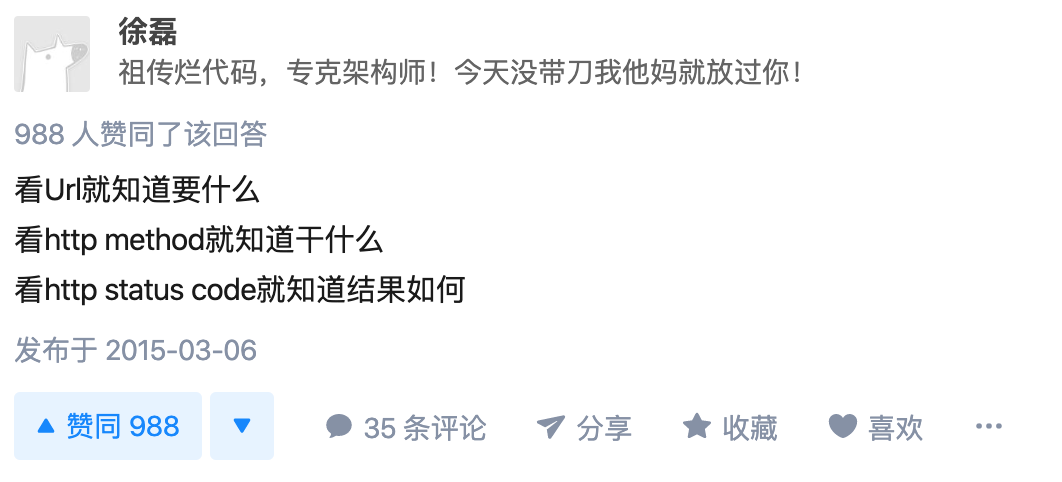 徐磊
祖传烂代码，专克架构师！今天没带刀我他妈就放过你！
988 人赞同了该回答
看Url就知道要什么
看http method就知道干什么
看http status code就知道结果如何
发布于 2015-03-06
赞同 988 35 条评论 分享 收藏 喜欢